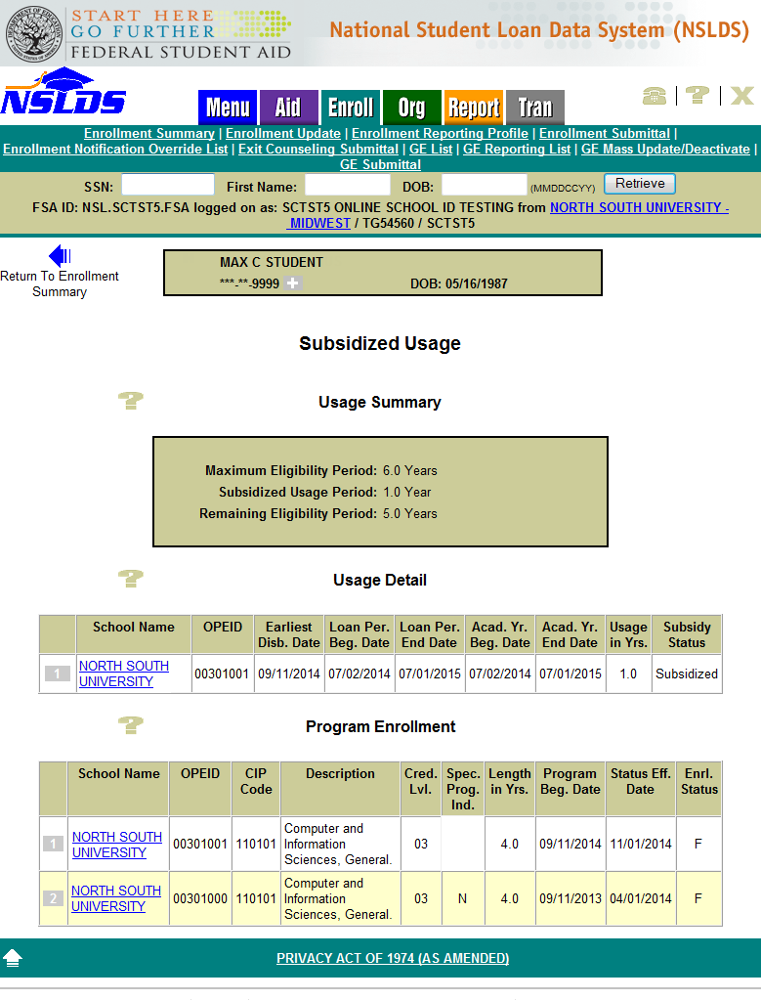 START HERE
GO FURTHER
FEDERAL STUDENT AID
National Student Loan Data System (NSLDS)
NSLDS
Menu Aid Enroll Org Report Tran
Enrollment Summary | Enrollment Update | Enrollment Reporting Profile | Enrollment Submittal |
Enrollment Notification Override List | Exit Counseling Submittal | GE List | GE Reporting List | GE Mass Update/Deactivate |
GE Submittal
SSN: First Name: DOB: (MMDDCCYY) Retrieve
FSA ID: NSL.SCTST5.FSA logged on as: SCTST5 ONLINE SCHOOL ID TESTING from NORTH SOUTH UNIVERSITY -
MIDWEST / TG54560 / SCTST5
Return To Enrollment
Summary
MAX C STUDENT
***-**-9999 DOB: 05/16/1987
Subsidized Usage
? Usage Summary
Maximum Eligibility Period: 6.0 Years
Subsidized Usage Period: 1.0 Year
Remaining Eligibility Period: 5.0 Years
? Usage Detail
School Name OPEID Earliest Disb. Date Loan Per. Beg. Date Loan Per. End Date Acad. Yr. Beg. Date Acad. Yr. End Date Usage in Yrs. Subsidy Status
1 NORTH SOUTH UNIVERSITY 00301001 09/11/2014 07/02/2014 07/01/2015 07/02/2014 07/01/2015 1.0 Subsidized
? Program Enrollment
School Name OPEID CIP Code Description Cred. Lvl. Spec. Prog. Ind. Length in Yrs. Program Beg. Date Status Eff. Date Enrl. Status
1 NORTH SOUTH UNIVERSITY 00301001 110101 Computer and Information Sciences, General. 03 4.0 09/11/2014 11/01/2014 F
2 NORTH SOUTH UNIVERSITY 00301000 110101 Computer and Information Sciences, General. 03 N 4.0 09/11/2013 04/01/2014 F
PRIVACY ACT OF 1974 (AS AMENDED)